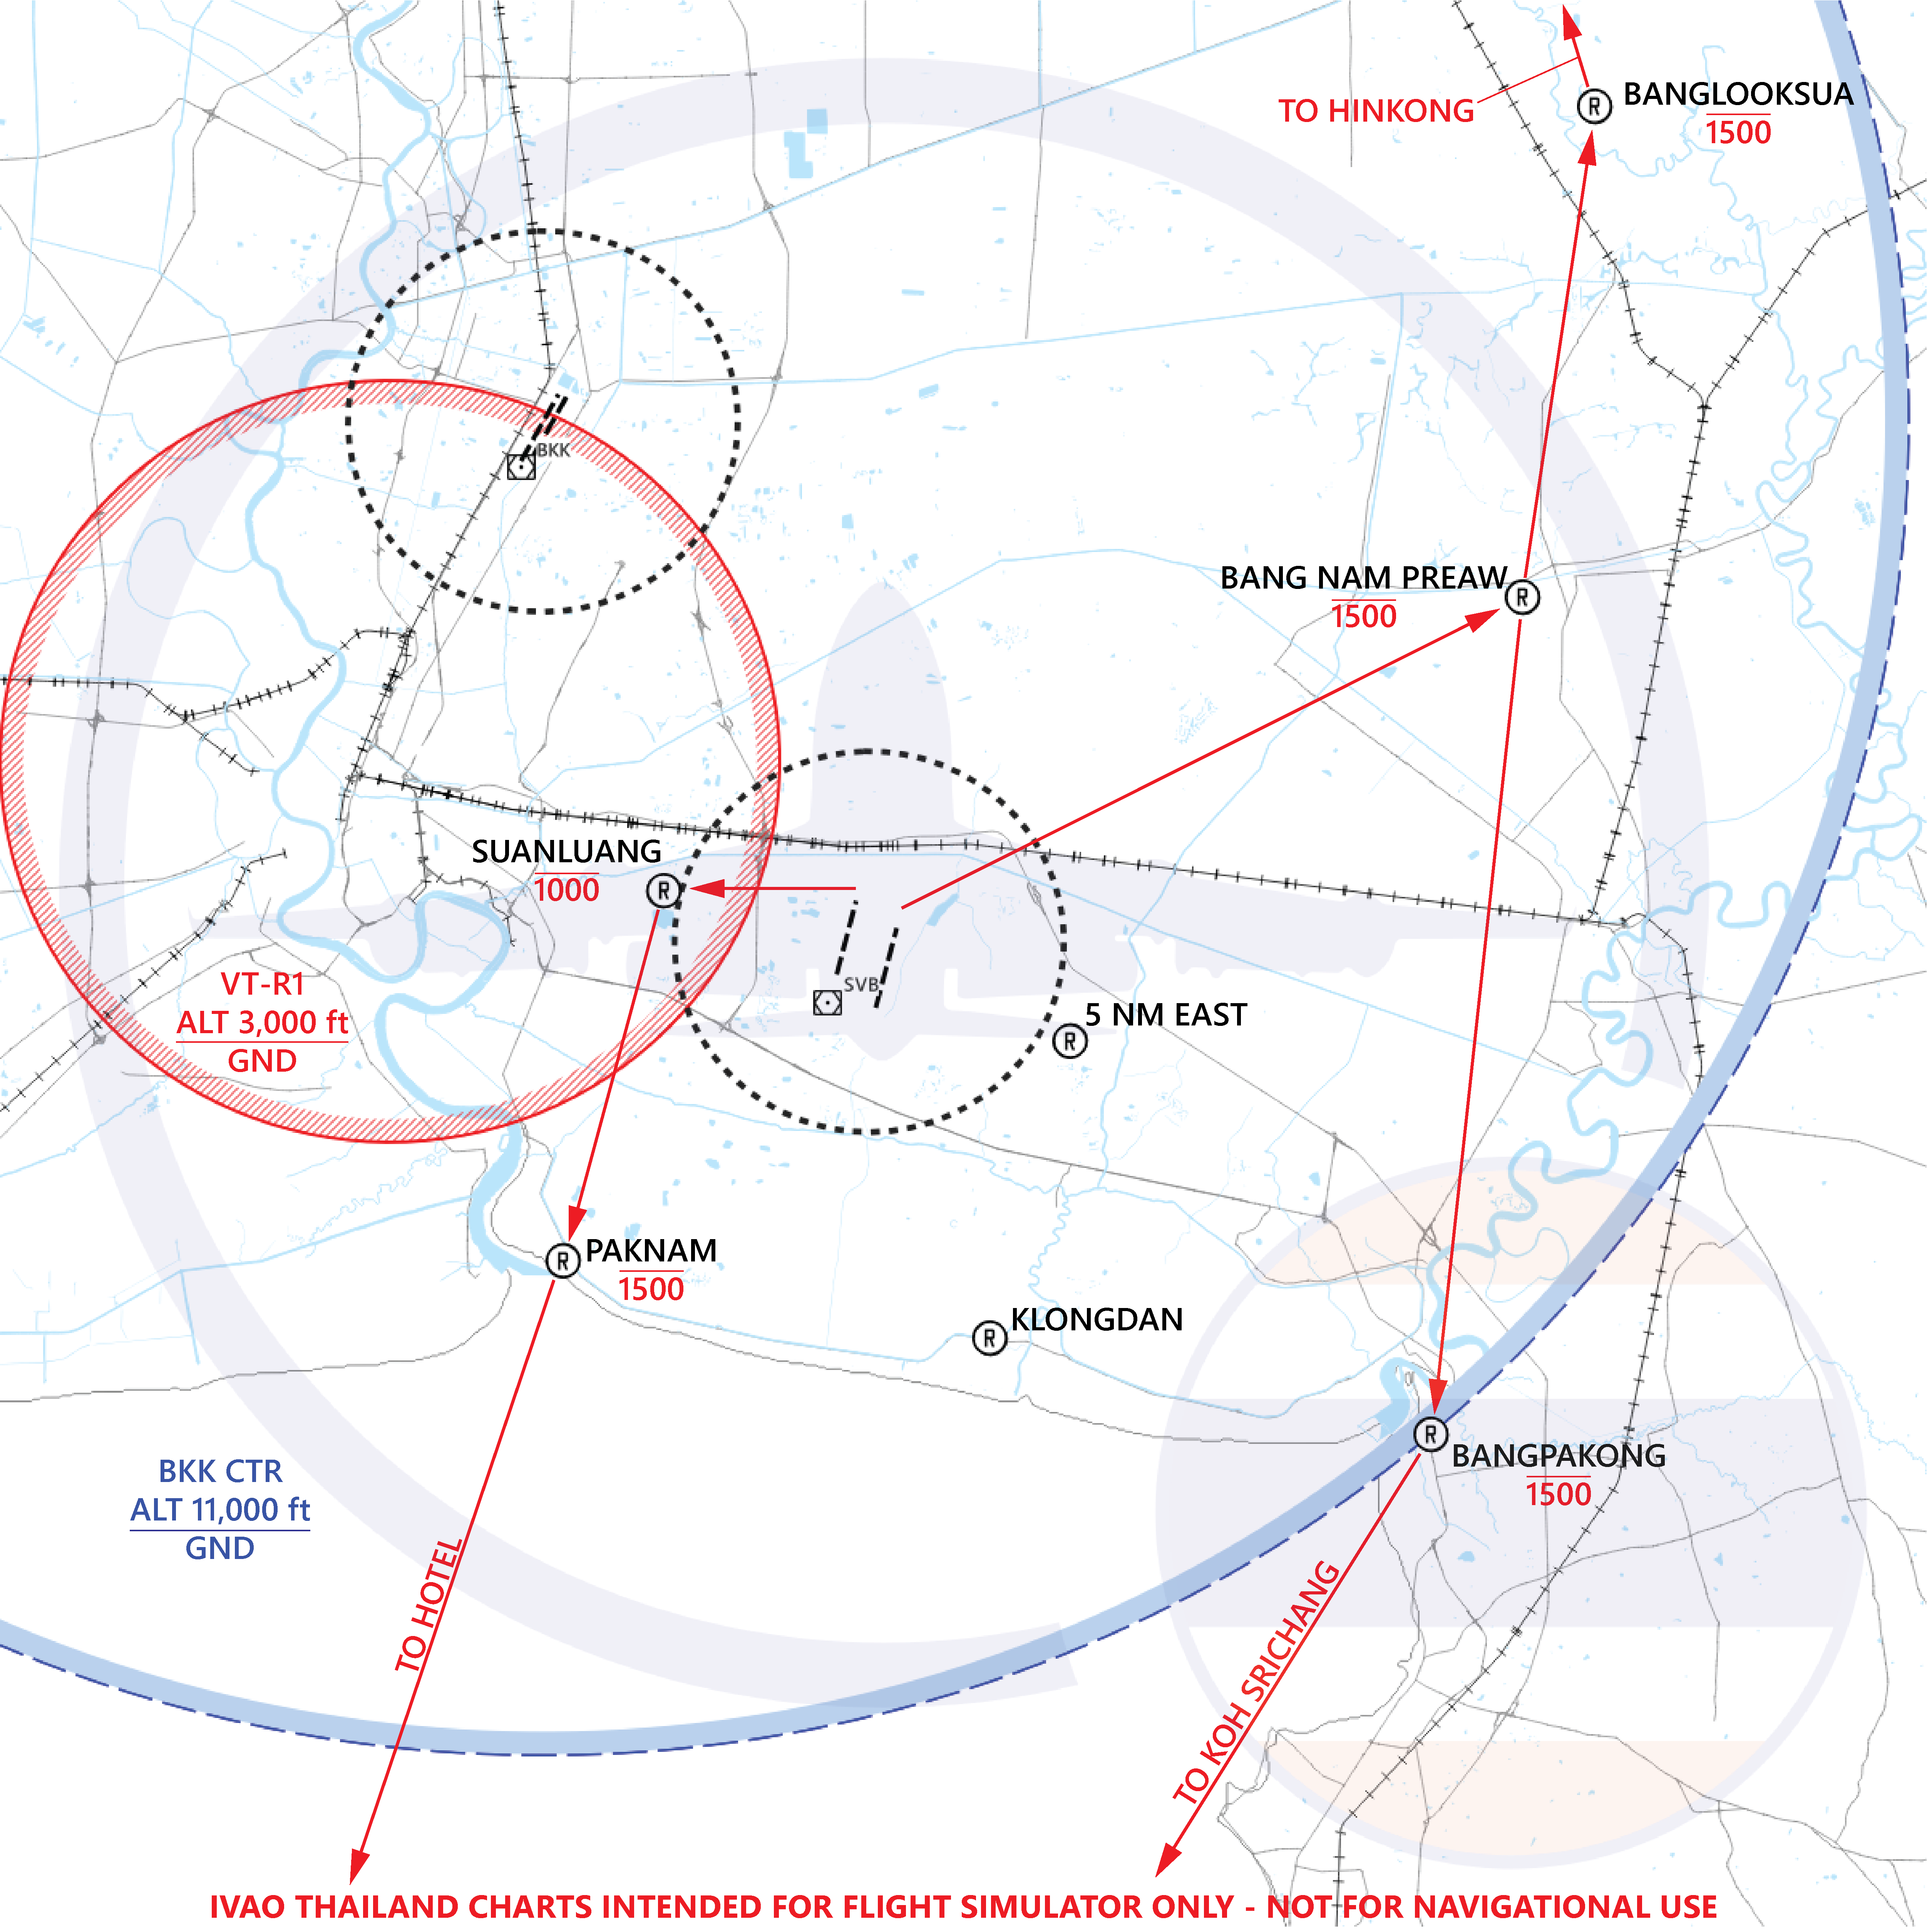 BANGLOOKSUA
1500
TO HINKONG
BKK
BANG NAM PREAW
1500
SUANLUANG
1000
VT-R1
ALT 3,000 ft
GND
SVB
5 NM EAST
PAKNAM
1500
KLONGDAN
BANGPAKONG
1500
BKK CTR
ALT 11,000 ft
GND
TO HOTEL
TO KOH SRICHANG
R
R
R
R
R
R
R
IVAO THAILAND CHARTS INTENDED FOR FLIGHT SIMULATOR ONLY - NOT FOR NAVIGATIONAL USE